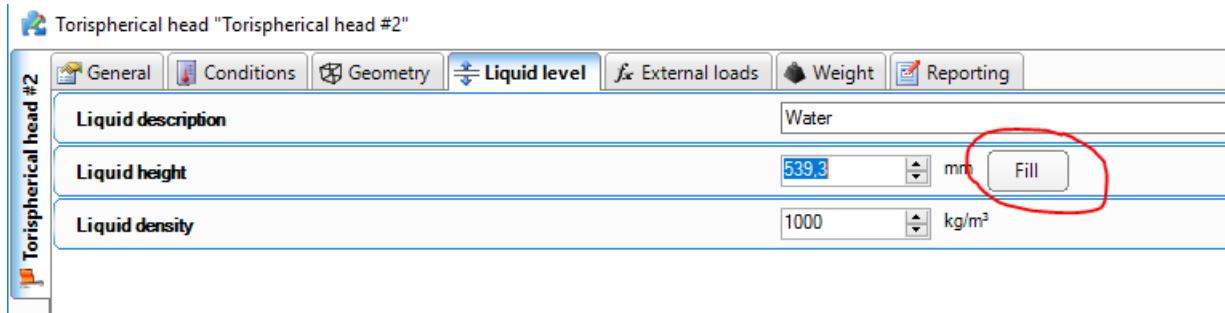 Torispherical head "Torispherical head #2"
Torispherical head #2
General Conditions Geometry Liquid level fx External loads Weight Reporting
Liquid description Water
Liquid height 539,3 mm Fill
Liquid density 1000 kg/m³